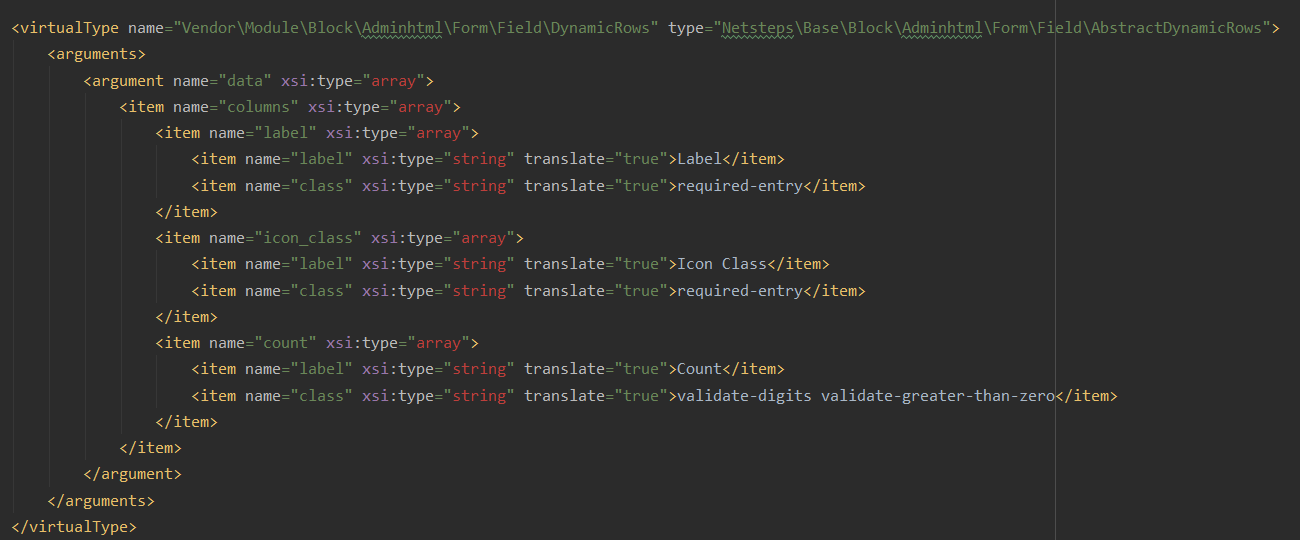 <virtualType name="Vendor\Module\Block\Adminhtml\Form\Field\DynamicRows" type="Netsteps\Base\Block\Adminhtml\Form\Field\AbstractDynamicRows">
<arguments>
<argument name="data" xsi:type="array">
<item name="columns" xsi:type="array">
<item name="label" xsi:type="array">
<item name="label" xsi:type="string" translate="true">Label</item>
<item name="class" xsi:type="string" translate="true">required-entry</item>
</item>
<item name="icon_class" xsi:type="array">
<item name="label" xsi:type="string" translate="true">Icon Class</item>
<item name="class" xsi:type="string" translate="true">required-entry</item>
</item>
<item name="count" xsi:type="array">
<item name="label" xsi:type="string" translate="true">Count</item>
<item name="class" xsi:type="string" translate="true">validate-digits validate-greater-than-zero</item>
</item>
</item>
</argument>
</arguments>
</virtualType>